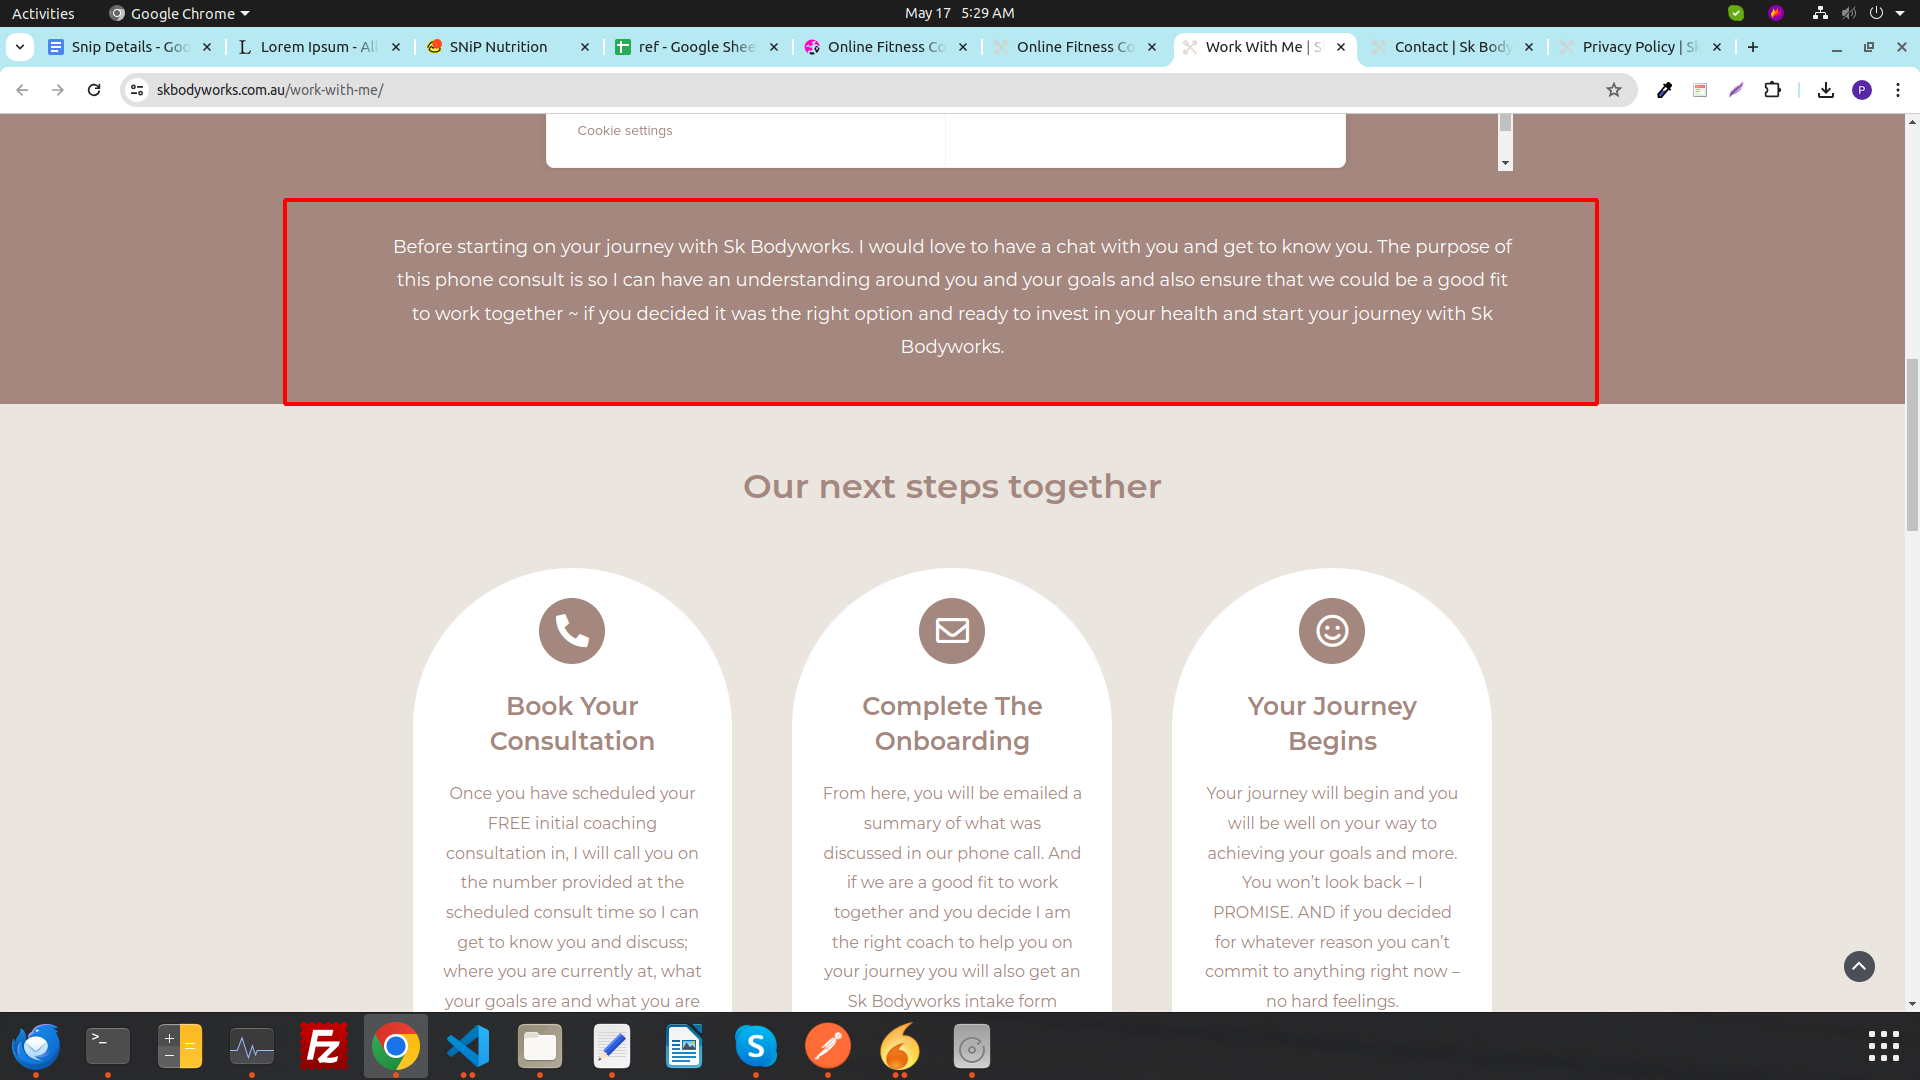 Activities
Google Chrome
May 17 5:29 AM
Snip Details - Goo
Lorem Ipsum - All
SNiP Nutrition
ref - Google Shee
Online Fitness Co
Online Fitness Co
Work With Me | S
Contact | Sk Body
Privacy Policy | Sk
skbodyworks.com.au/work-with-me/
P
Cookie settings
Before starting on your journey with Sk Bodyworks. I would love to have a chat with you and get to know you. The purpose of
this phone consult is so I can have an understanding around you and your goals and also ensure that we could be a good fit
to work together ~ if you decided it was the right option and ready to invest in your health and start your journey with Sk
Bodyworks.
Our next steps together
Book Your
Consultation
Once you have scheduled your
FREE initial coaching
consultation in, I will call you on
the number provided at the
scheduled consult time so I can
get to know you and discuss;
where you are currently at, what
your goals are and what you are
Complete The
Onboarding
From here, you will be emailed a
summary of what was
discussed in our phone call. And
if we are a good fit to work
together and you decide I am
the right coach to help you on
your journey you will also get an
Sk Bodyworks intake form
Your Journey
Begins
Your journey will begin and you
will be well on your way to
achieving your goals and more.
You won't look back – I
PROMISE. AND if you decided
for whatever reason you can't
commit to anything right now –
no hard feelings.